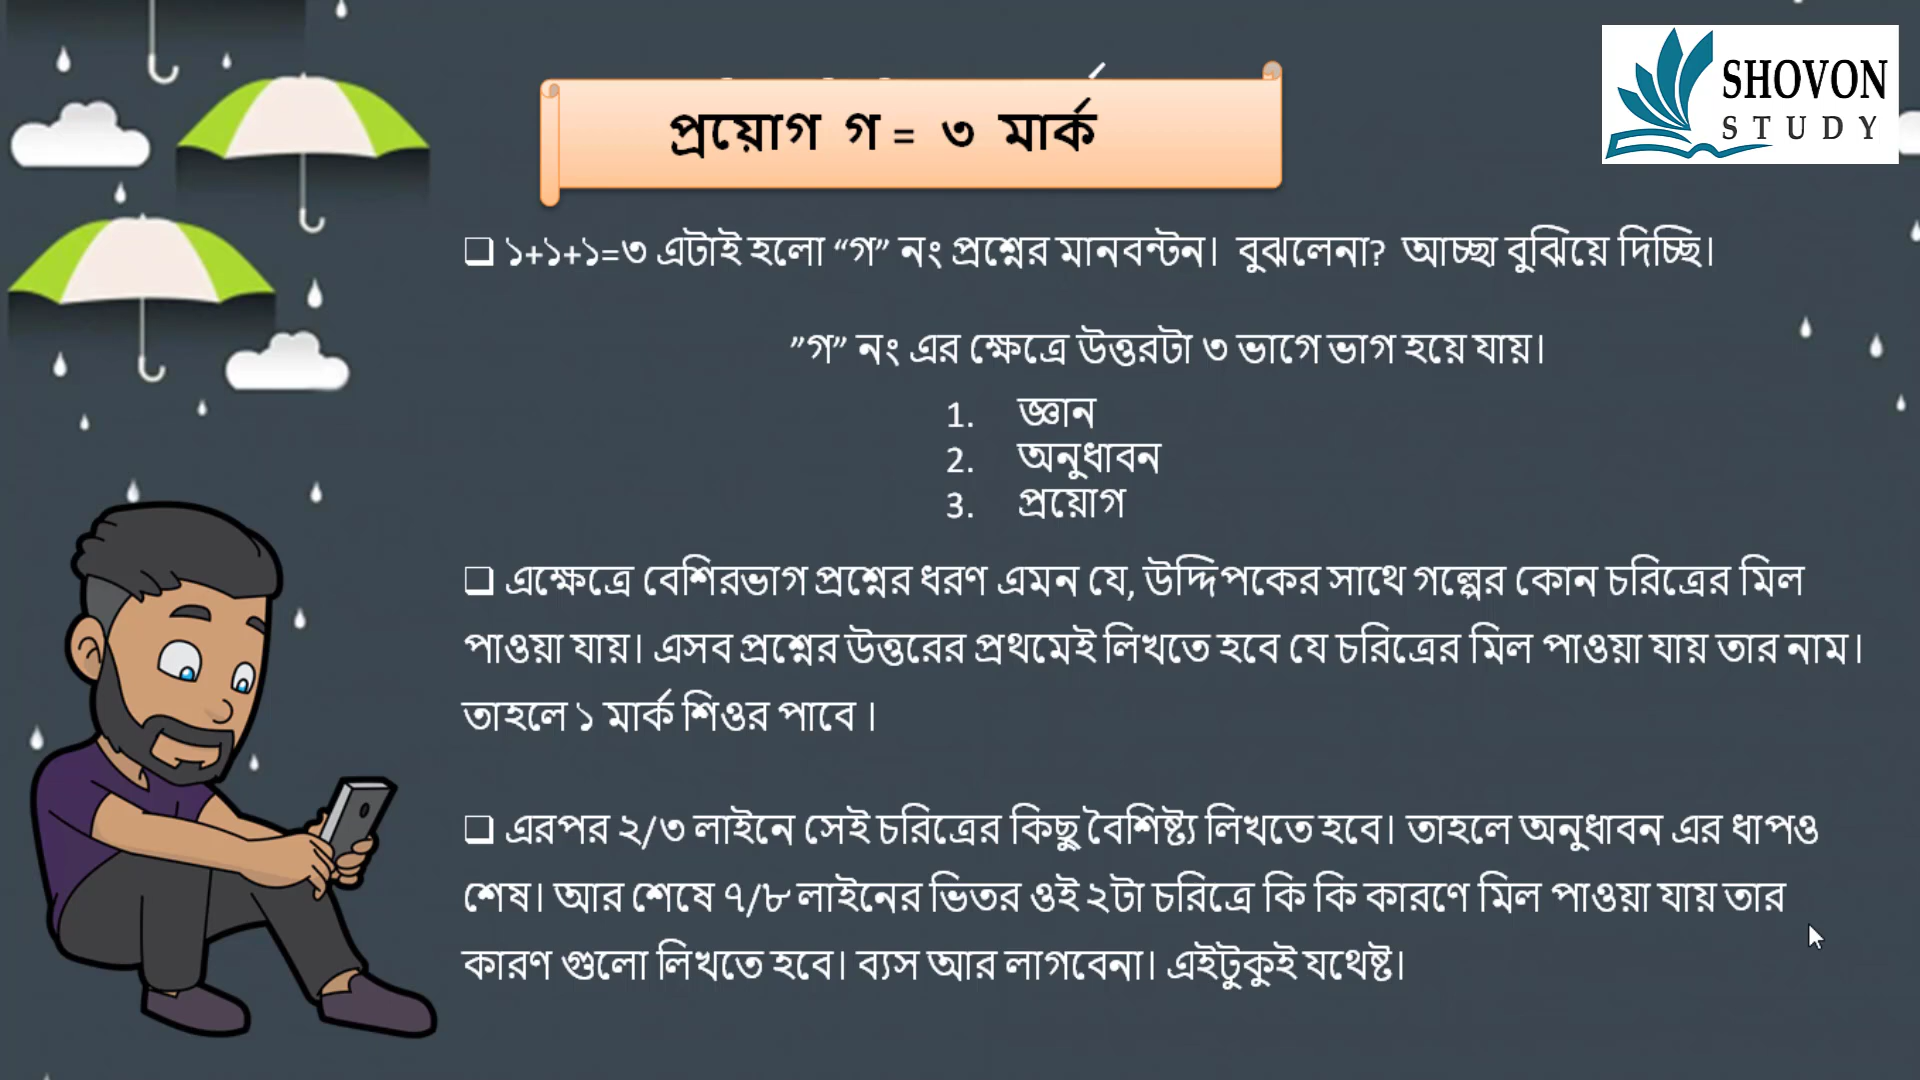 SHOVON
STUDY
প্রয়োগ গ = ৩ মার্ক
❑ ১+১+১=৩ এটাই হলো “গ” নং প্রশ্নের মানবন্টন। বুঝলেনা? আচ্ছা বুঝিয়ে দিচ্ছি।
”গ” নং এর ক্ষেত্রে উত্তরটা ৩ ভাগে ভাগ হয়ে যায়।
1. জ্ঞান
2. অনুধাবন
3. প্রয়োগ
❑ এক্ষেত্রে বেশিরভাগ প্রশ্নের ধরণ এমন যে, উদ্দিপকের সাথে গল্পের কোন চরিত্রের মিল
পাওয়া যায়। এসব প্রশ্নের উত্তরের প্রথমেই লিখতে হবে যে চরিত্রের মিল পাওয়া যায় তার নাম।
তাহলে ১ মার্ক শিওর পাবে ।
❑ এরপর ২/৩ লাইনে সেই চরিত্রের কিছু বৈশিষ্ট্য লিখতে হবে। তাহলে অনুধাবন এর ধাপও
শেষ। আর শেষে ৭/৮ লাইনের ভিতর ওই ২টা চরিত্রে কি কি কারণে মিল পাওয়া যায় তার
কারণ গুলো লিখতে হবে। ব্যস আর লাগবেনা। এইটুকুই যথেষ্ট।